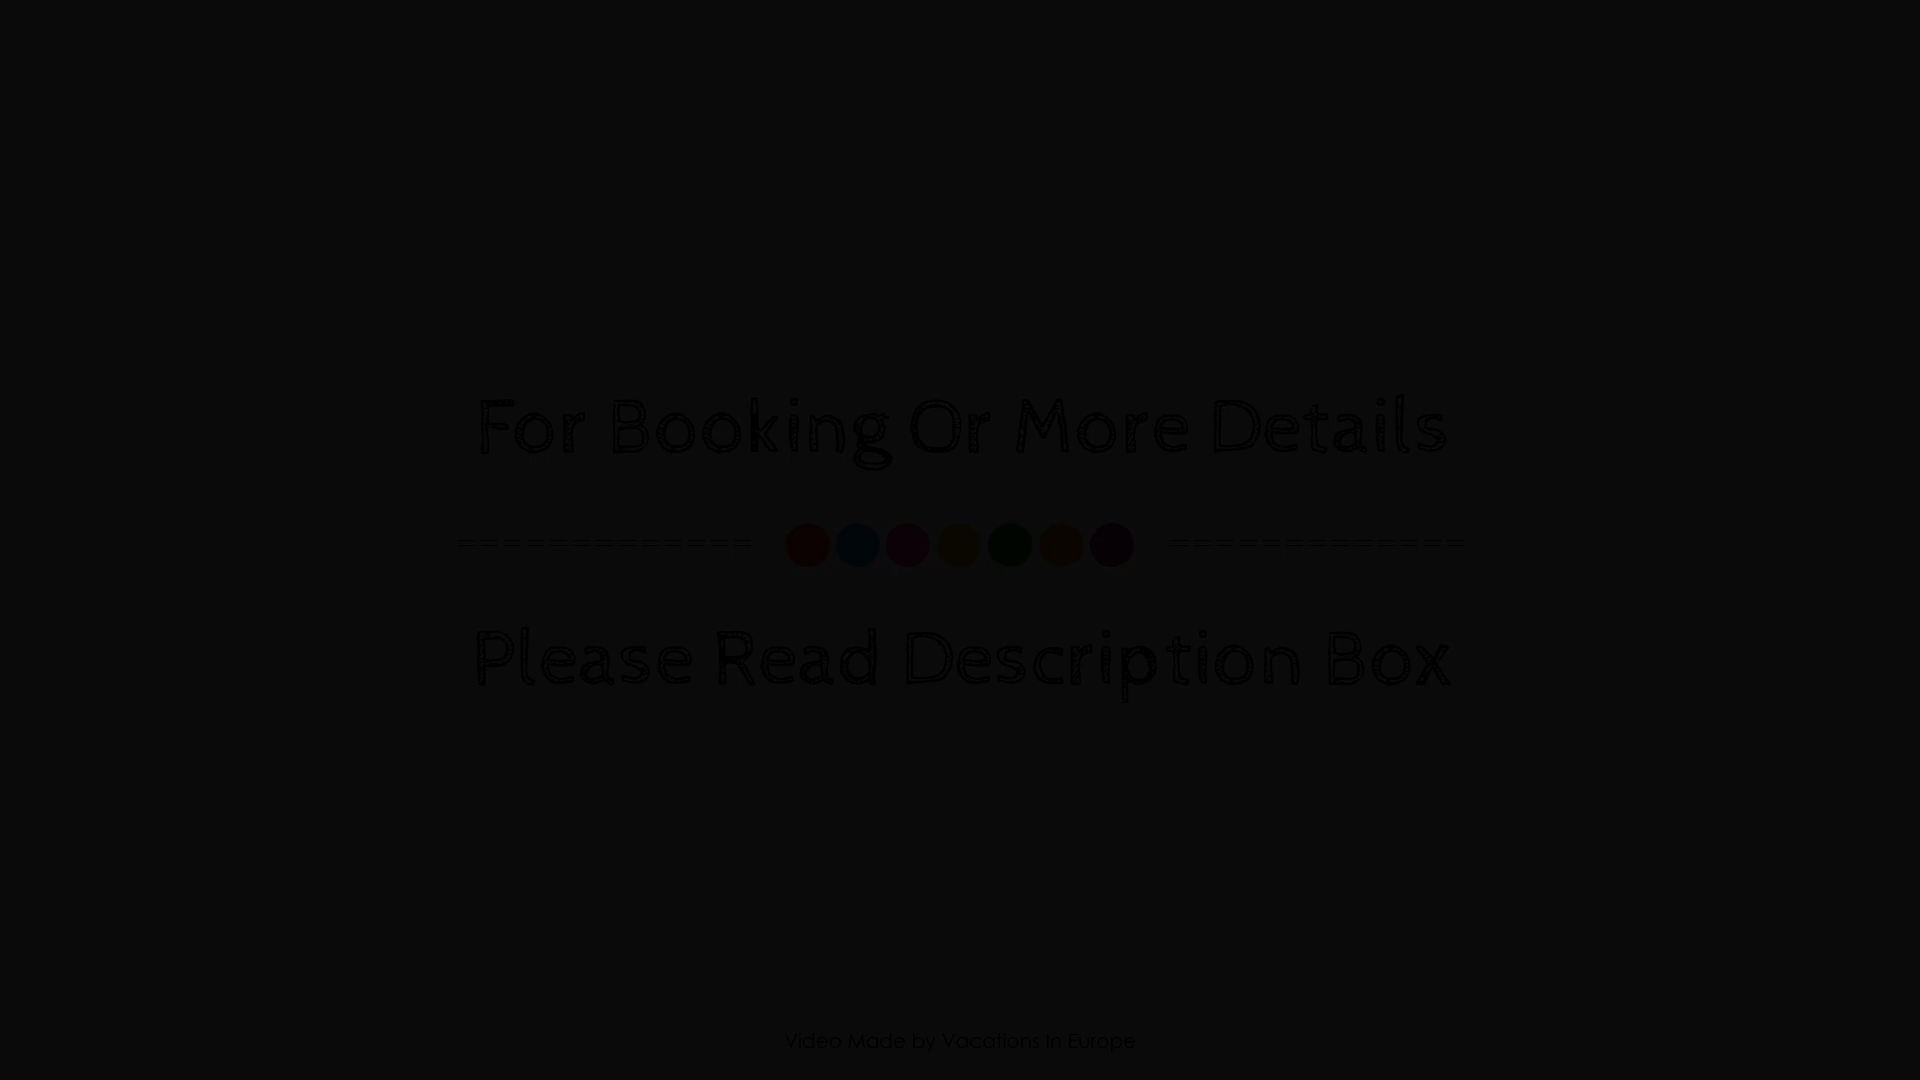 For Booking Or More Details
Please Read Description Box
Video Made by Vacations In Europe